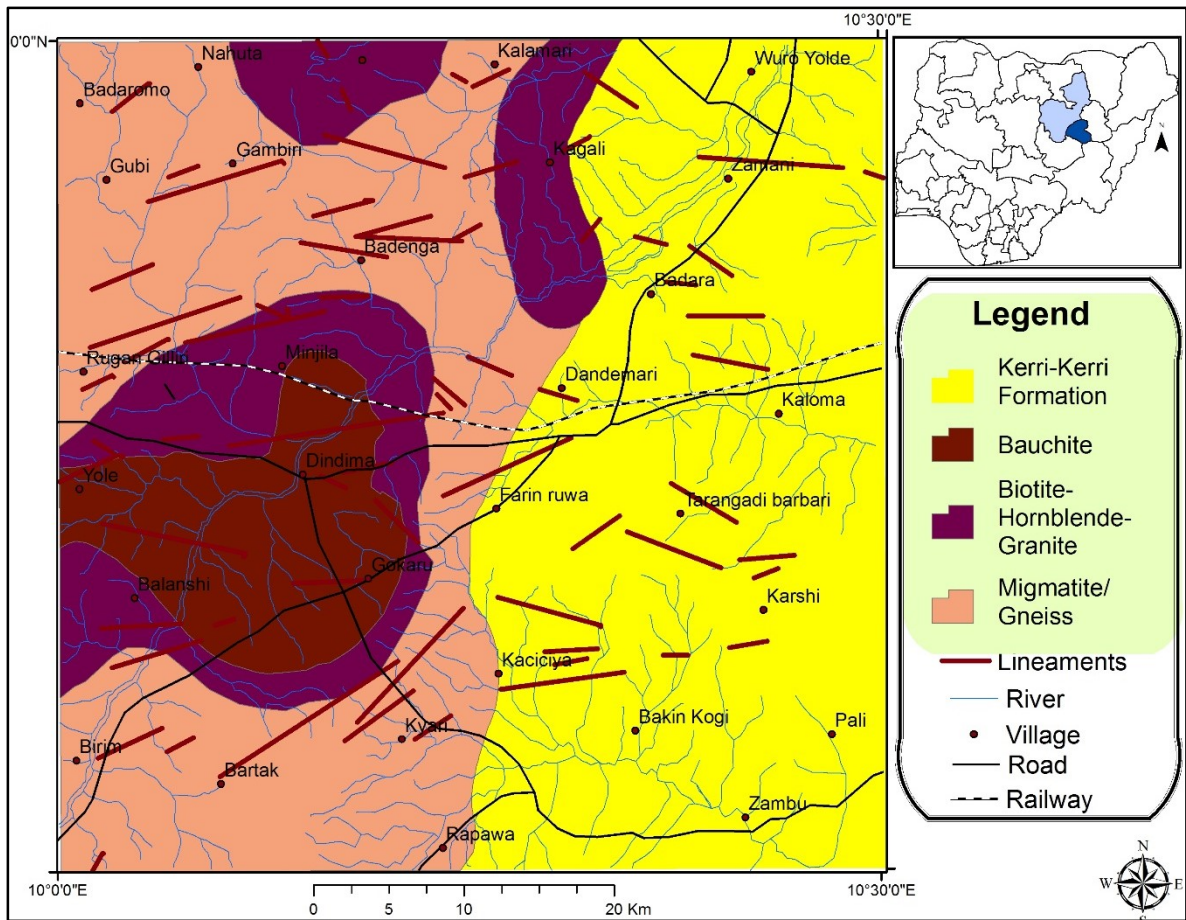 10°30'0"E
0'0"N
Nahuta
Kalamari
Wuro Yolde
Badaromo
Gambiri
Kagali
Gubi
Zamani
Badenga
Badara
Rugan Gillin
Minjila
Dandemari
Kaloma
Yole
Dindima
Farin ruwa
Tarangadi barbari
Gokaru
Balanshi
Karshi
Kaciciya
Bakin Kogi
Pali
Kyari
Birim
Bartak
Zambu
Rapawa
10°0'0"E
10°30'0"E
0 5 10 20 Km
N
Legend
Kerri-Kerri
Formation
Bauchite
Biotite-
Hornblende-
Granite
Migmatite/
Gneiss
Lineaments
River
Village
Road
Railway
N
W E
S